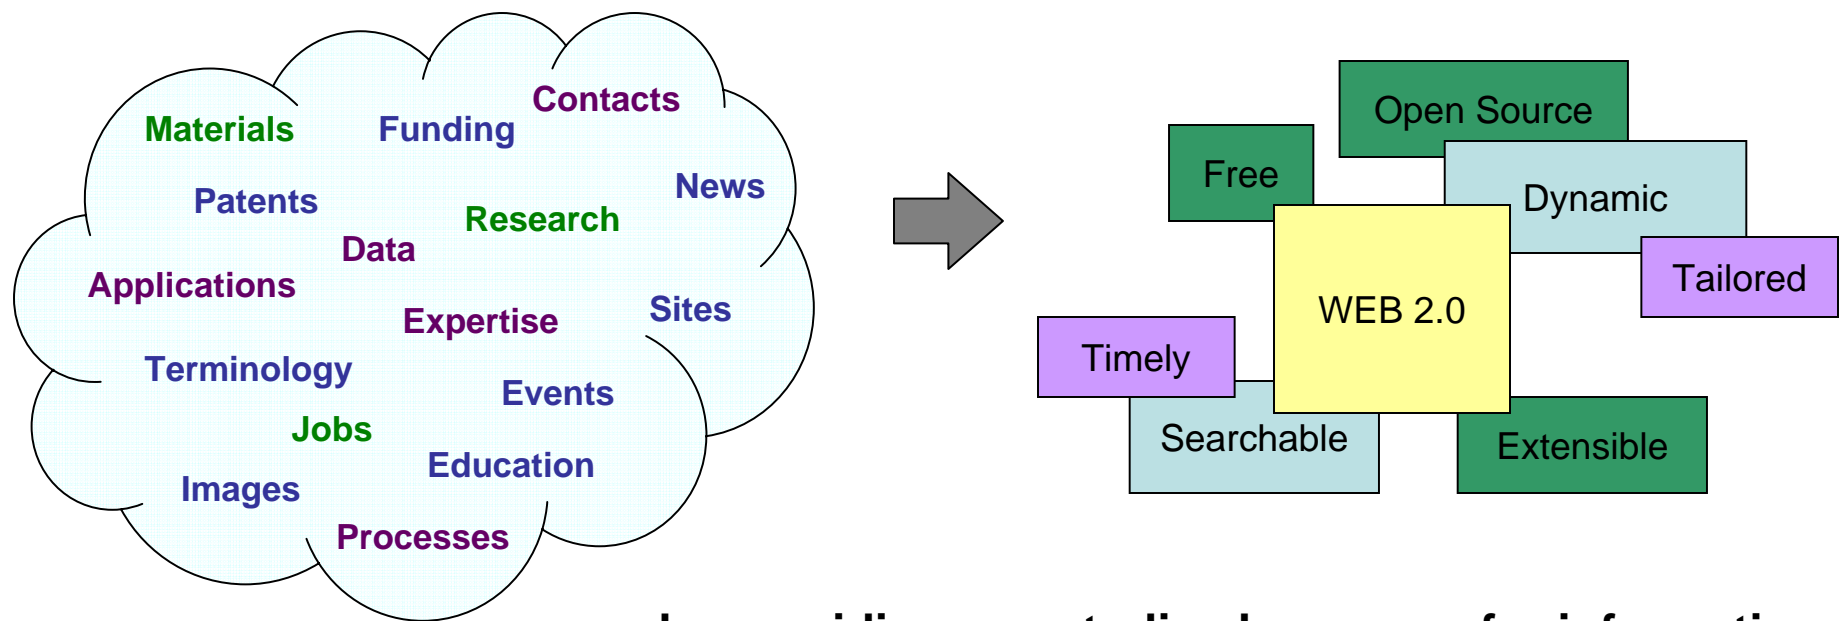 Contacts
Materials
Funding
News
Patents
Research
Data
Applications
Expertise
Sites
Terminology
Events
Jobs
Education
Images
Processes
Open Source
Free
Dynamic
Tailored
WEB 2.0
Timely
Searchable
Extensible